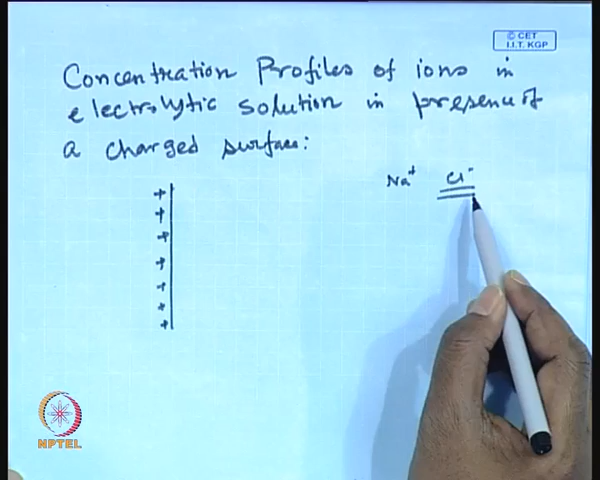 © CET
I.I.T. KGP
Concentration Profiles of ions in
electrolytic solution in presence of
a charged surface:
Na⁺ Cl⁻
+
+
+
+
+
+
+
NPTEL